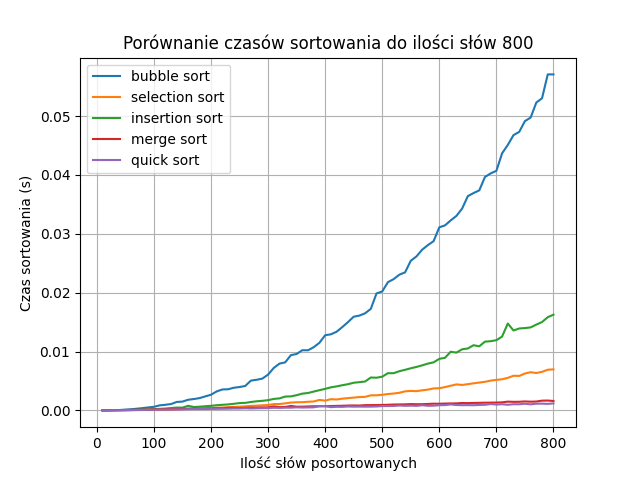 Porównanie czasów sortowania do ilości słów 800
bubble sort
selection sort
insertion sort
merge sort
quick sort
Czas sortowania (s)
0.05
0.04
0.03
0.02
0.01
0.00
0 100 200 300 400 500 600 700 800
Ilość słów posortowanych